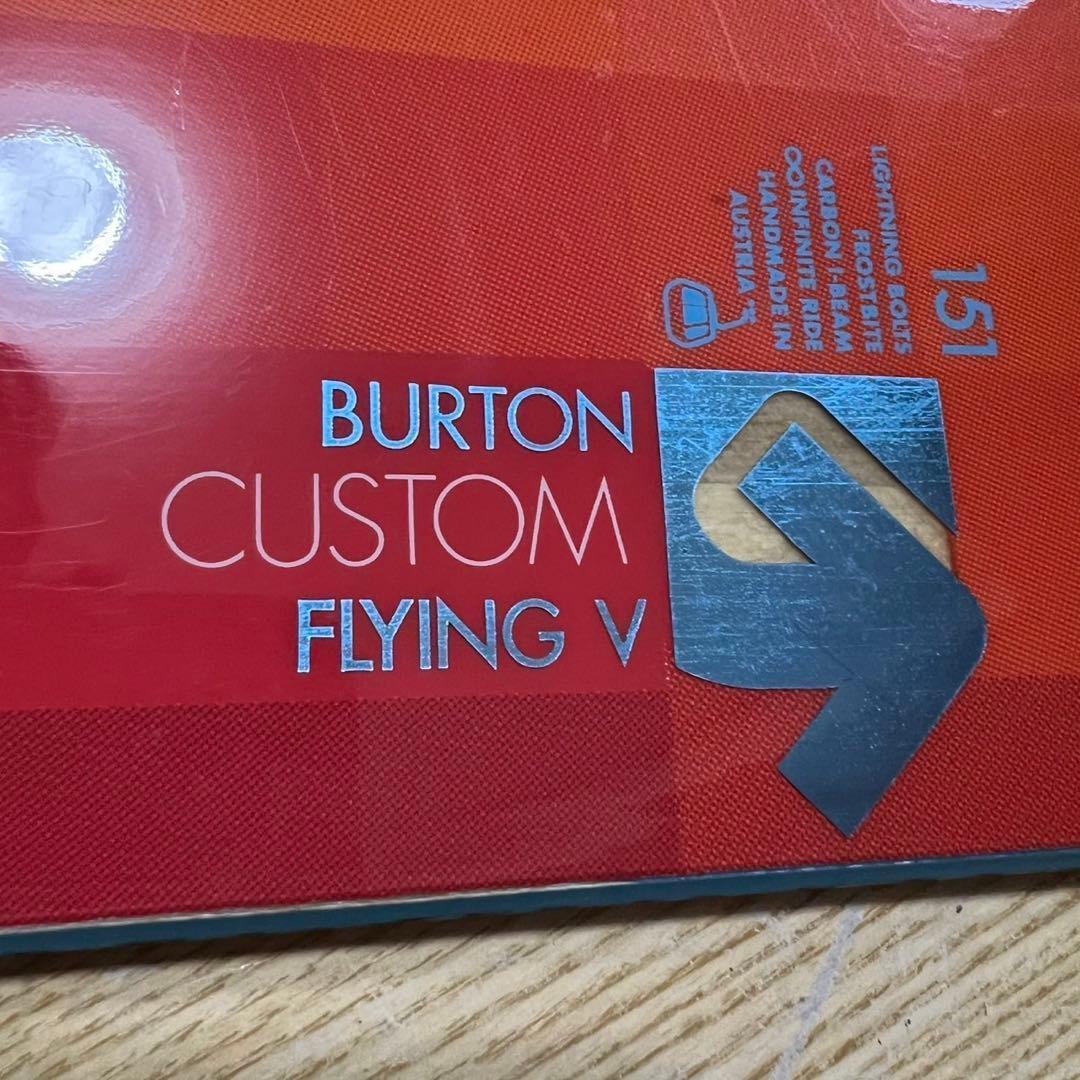 BURTON
CUSTOM
FLYING V
151
LIGHTNING BOLTS
FROSTBITE
CARBON I-BEAM
∞INFINITE RIDE
HANDMADE IN
AUSTRIA